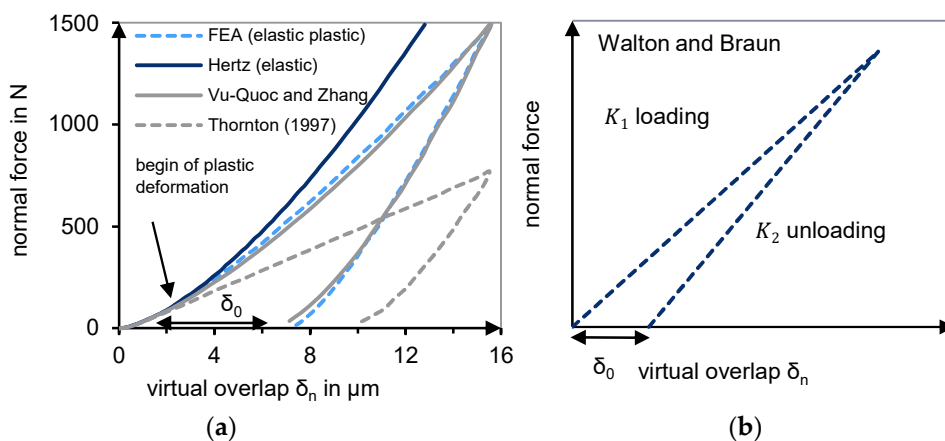 1500
1000
500
0
normal force in N
FEA (elastic plastic)
Hertz (elastic)
Vu-Quoc and Zhang
Thornton (1997)
begin of plastic
deformation
δ₀
0 4 8 12 16
virtual overlap δₙ in µm
(a)
Walton and Braun
normal force
K₁ loading
K₂ unloading
δ₀
virtual overlap δₙ
(b)